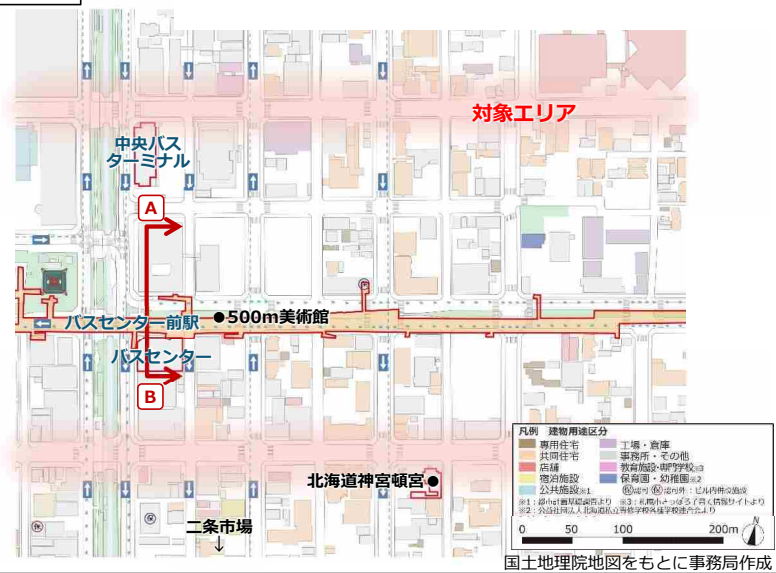 対象エリア
中央バス
ターミナル
A
●500m美術館
バスセンター前駅
バスセンター
B
北海道神宮頓宮●
二条市場
↓
凡例 建物用途区分
専用住宅
共同住宅
店舗
宿泊施設
公共施設※1
工場・倉庫
事務所・その他
教育施設・専門学校※3
保育園・幼稚園※2
0 50 100 200m
国土地理院地図をもとに事務局作成